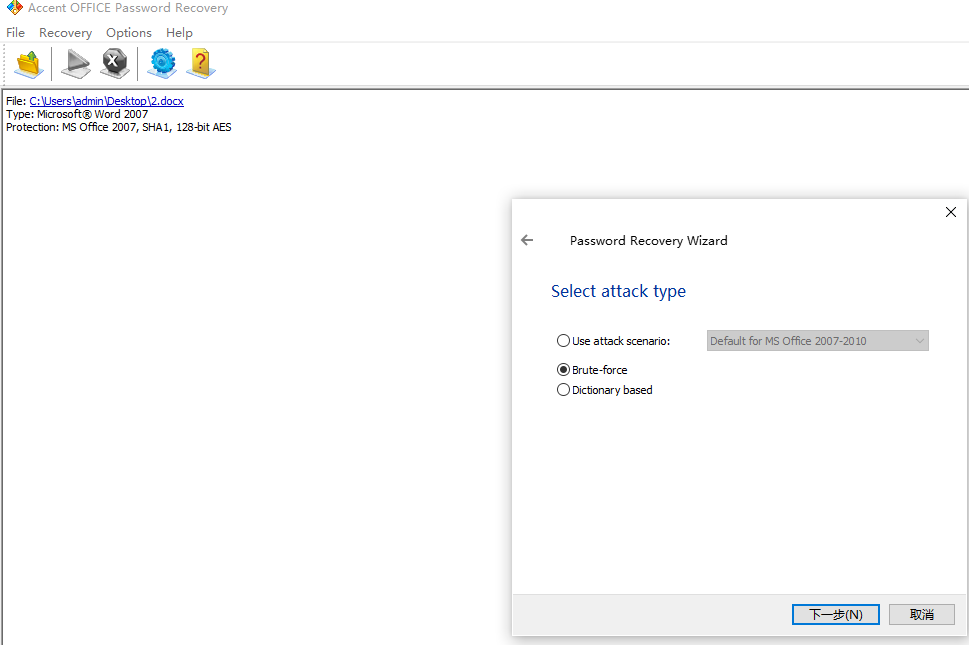 Accent OFFICE Password Recovery
File Recovery Options Help
File: C:\Users\admin\Desktop\2.docx
Type: Microsoft® Word 2007
Protection: MS Office 2007, SHA1, 128-bit AES
Password Recovery Wizard
Select attack type
Use attack scenario: Default for MS Office 2007-2010
Brute-force
Dictionary based
下一步(N) 取消